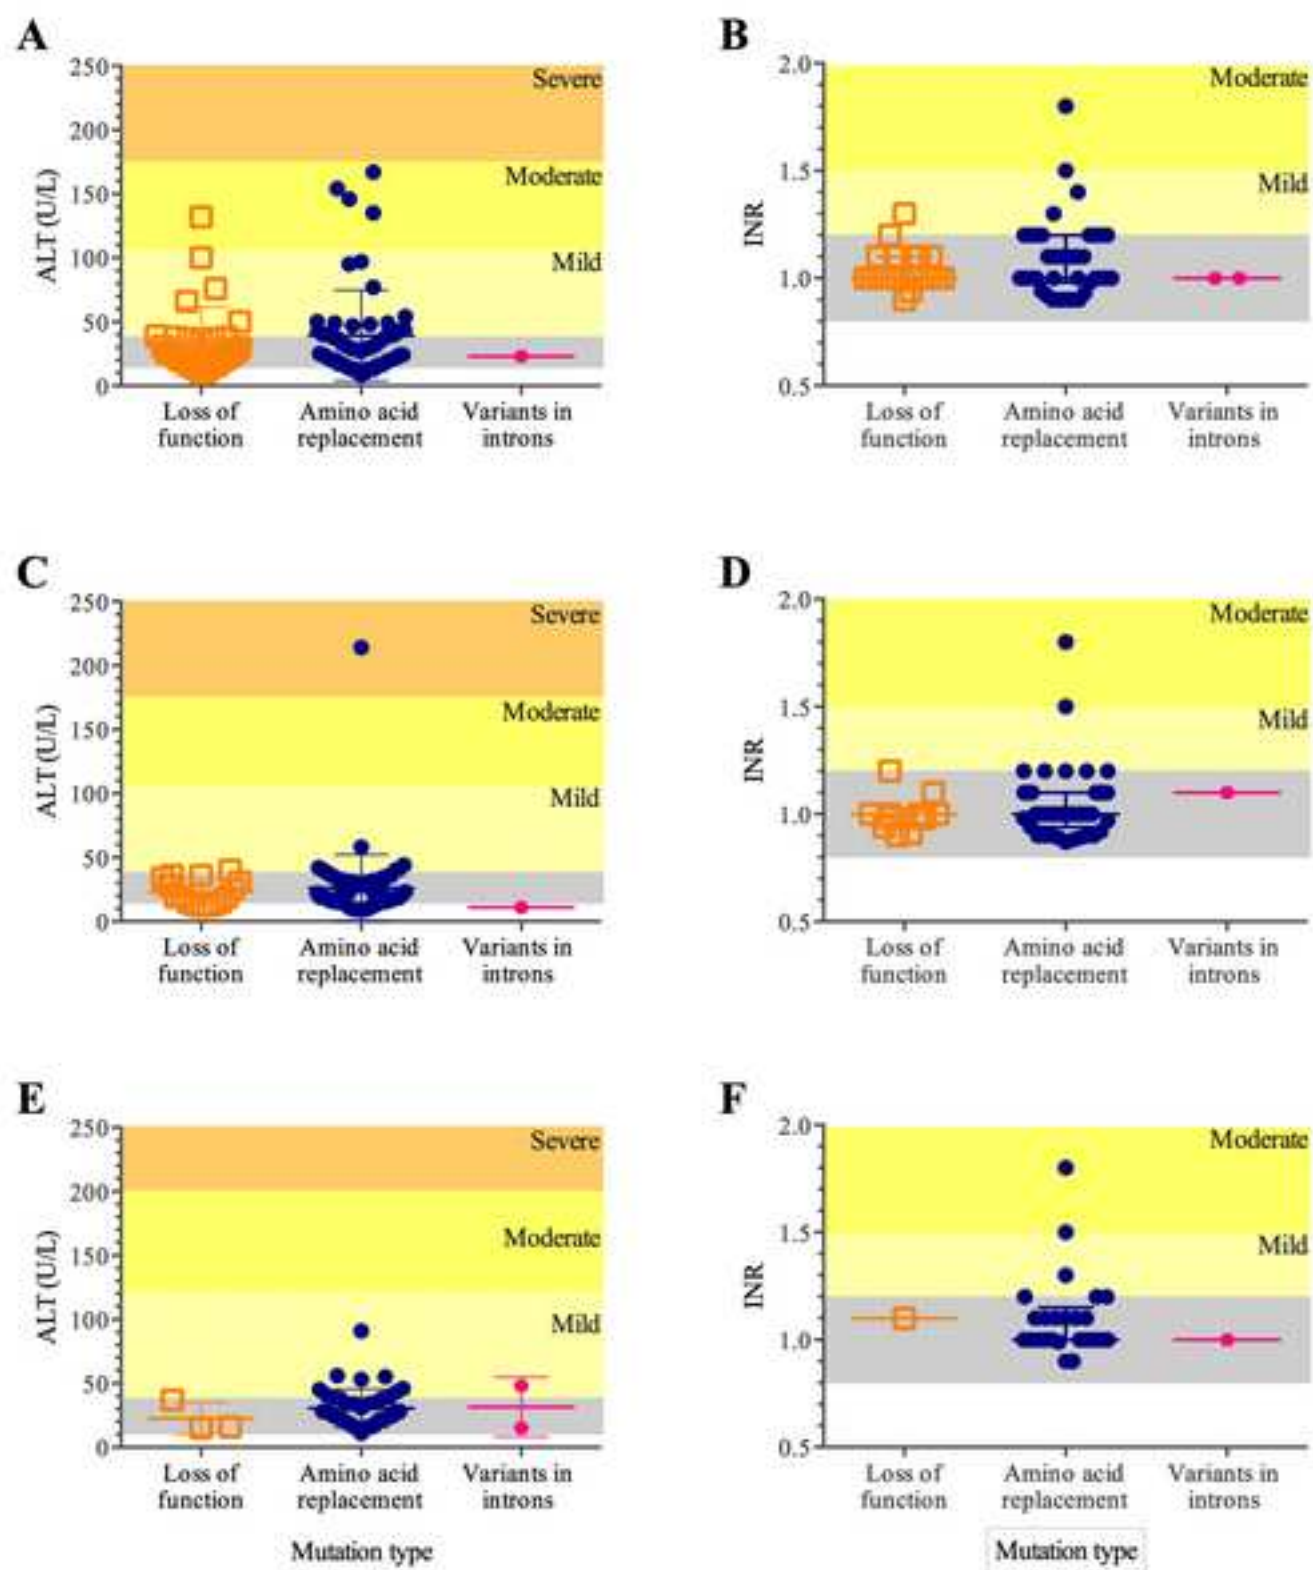 A
250
Severe
200
Moderate
150
ALT (U/L)
100
Mild
50
0
Loss of
function
Amino acid
replacement
Variants in
introns
B
2.0
Moderate
1.5
Mild
INR
1.0
0.5
Loss of
function
Amino acid
replacement
Variants in
introns
C
250
Severe
200
Moderate
150
ALT (U/L)
100
Mild
50
0
Loss of
function
Amino acid
replacement
Variants in
introns
D
2.0
Moderate
1.5
Mild
INR
1.0
0.5
Loss of
function
Amino acid
replacement
Variants in
introns
E
250
Severe
200
Moderate
150
ALT (U/L)
100
Mild
50
0
Loss of
function
Amino acid
replacement
Variants in
introns
Mutation type
F
2.0
Moderate
1.5
Mild
INR
1.0
0.5
Loss of
function
Amino acid
replacement
Variants in
introns
Mutation type